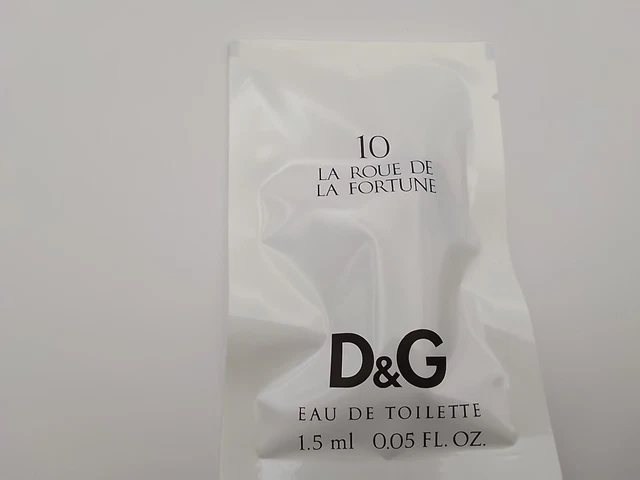 10
LA ROUE DE
LA FORTUNE
D&G
EAU DE TOILETTE
1.5 ml 0.05 FL. OZ.